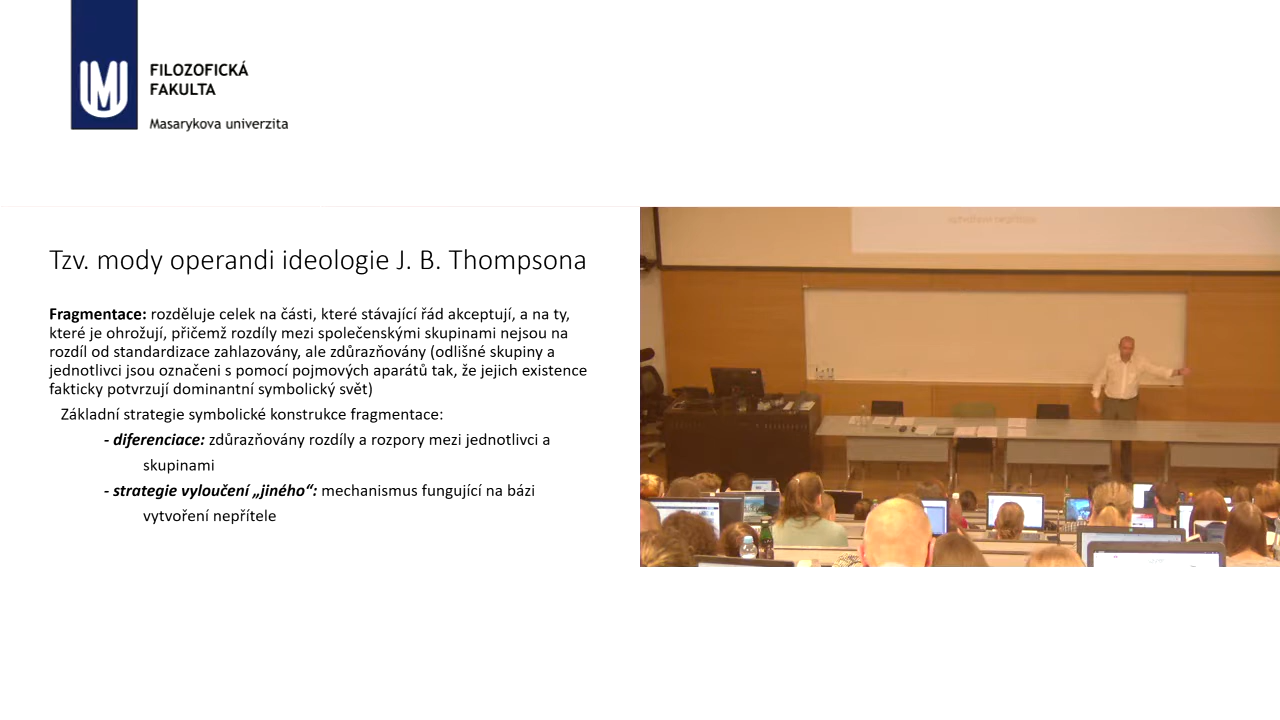 FILOZOFICKÁ
FAKULTA
Masarykova univerzita
Tzv. mody operandi ideologie J. B. Thompsona
Fragmentace: rozděluje celek na části, které stávající řád akceptují, a na ty,
které je ohrožují, přičemž rozdíly mezi společenskými skupinami nejsou na
rozdíl od standardizace zahlazovány, ale zdůrazňovány (odlišné skupiny a
jednotlivci jsou označeni s pomocí pojmových aparátů tak, že jejich existence
fakticky potvrzují dominantní symbolický svět)
Základní strategie symbolické konstrukce fragmentace:
- diferenciace: zdůrazňovány rozdíly a rozpory mezi jednotlivci a
skupinami
- strategie vyloučení „jiného“: mechanismus fungující na bázi
vytvoření nepřítele